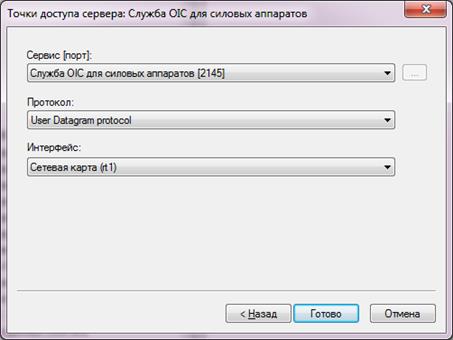 Точки доступа сервера: Служба OIC для силовых аппаратов
Сервис [порт]:
Служба OIC для силовых аппаратов [2145]
...
Протокол:
User Datagram protocol
Интерфейс:
Сетевая карта (rt1)
< Назад Готово Отмена